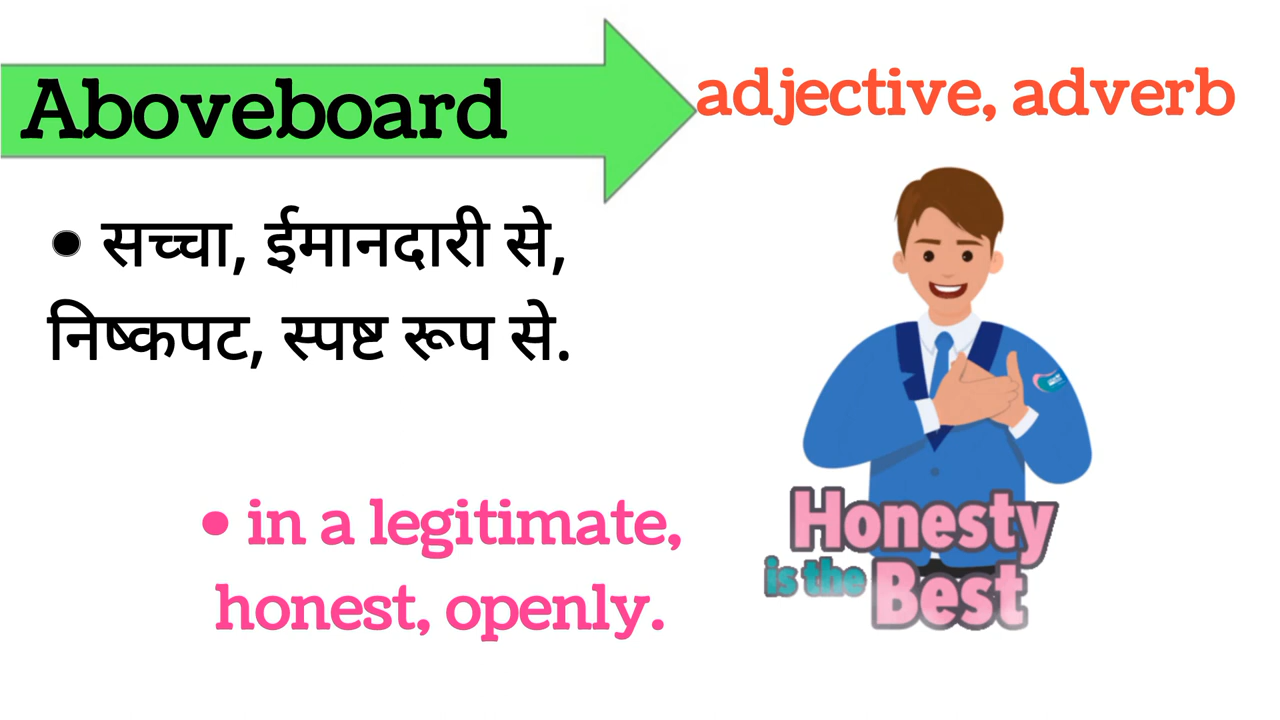 Aboveboard
adjective, adverb
• सच्चा, ईमानदारी से,
निष्कपट, स्पष्ट रूप से.
• in a legitimate,
honest, openly.
Honesty
is the Best